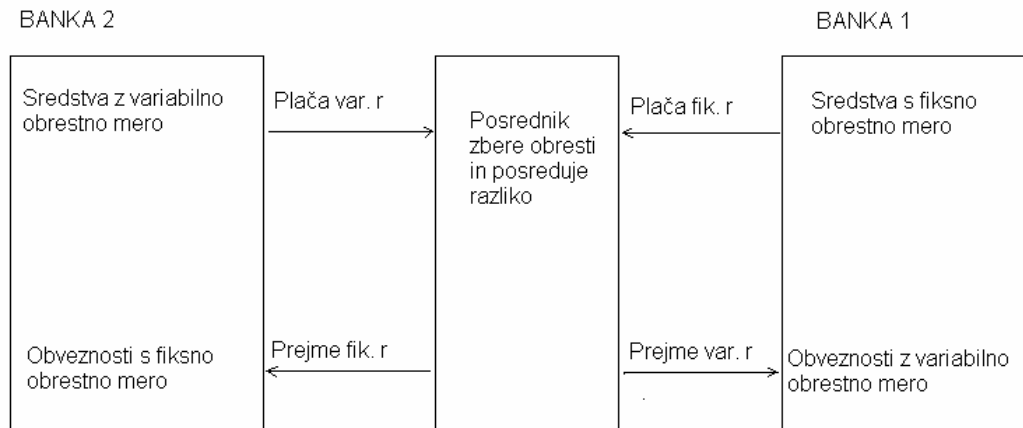 BANKA 2
BANKA 1
Sredstva z variabilno
obrestno mero
Plača var. r
Posrednik
zbere obresti
in posreduje
razliko
Plača fik. r
Sredstva s fiksno
obrestno mero
Obveznosti s fiksno
obrestno mero
Prejme fik. r
Prejme var. r
Obveznosti z variabilno
obrestno mero